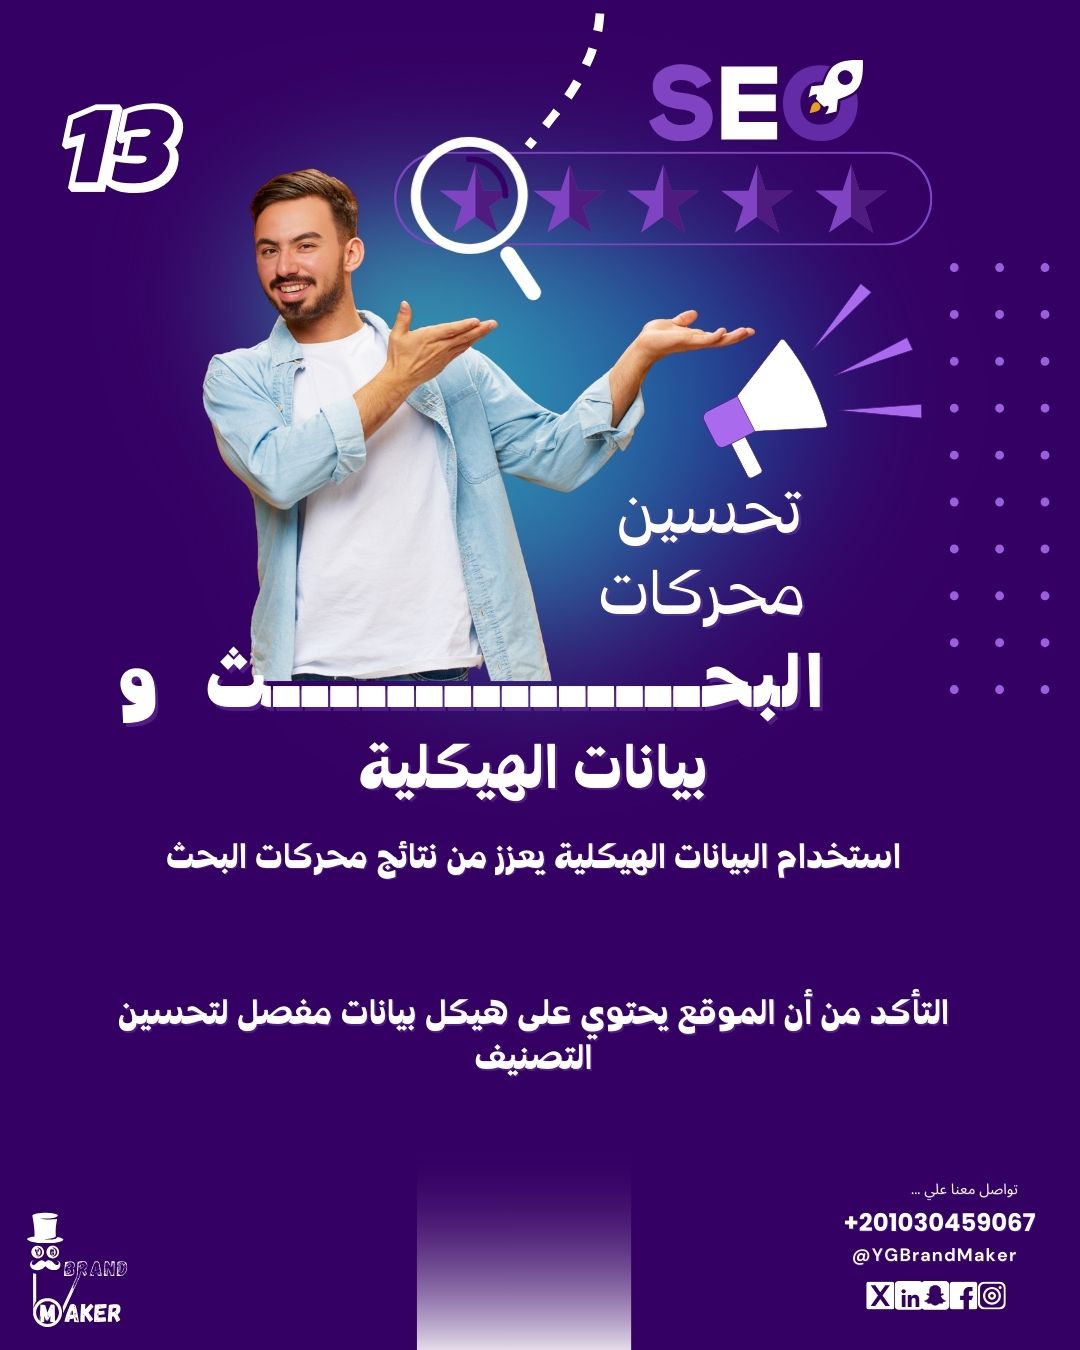 SEO
13
تحسين
محركات
البحـــــــــــــــث و
بيانات الهيكلية
استخدام البيانات الهيكلية يعزز من نتائج محركات البحث
التأكد من أن الموقع يحتوي على هيكل بيانات مفصل لتحسين
التصنيف
تواصل معنا علي ...
+201030459067
@YGBrandMaker
BRAND
MAKER